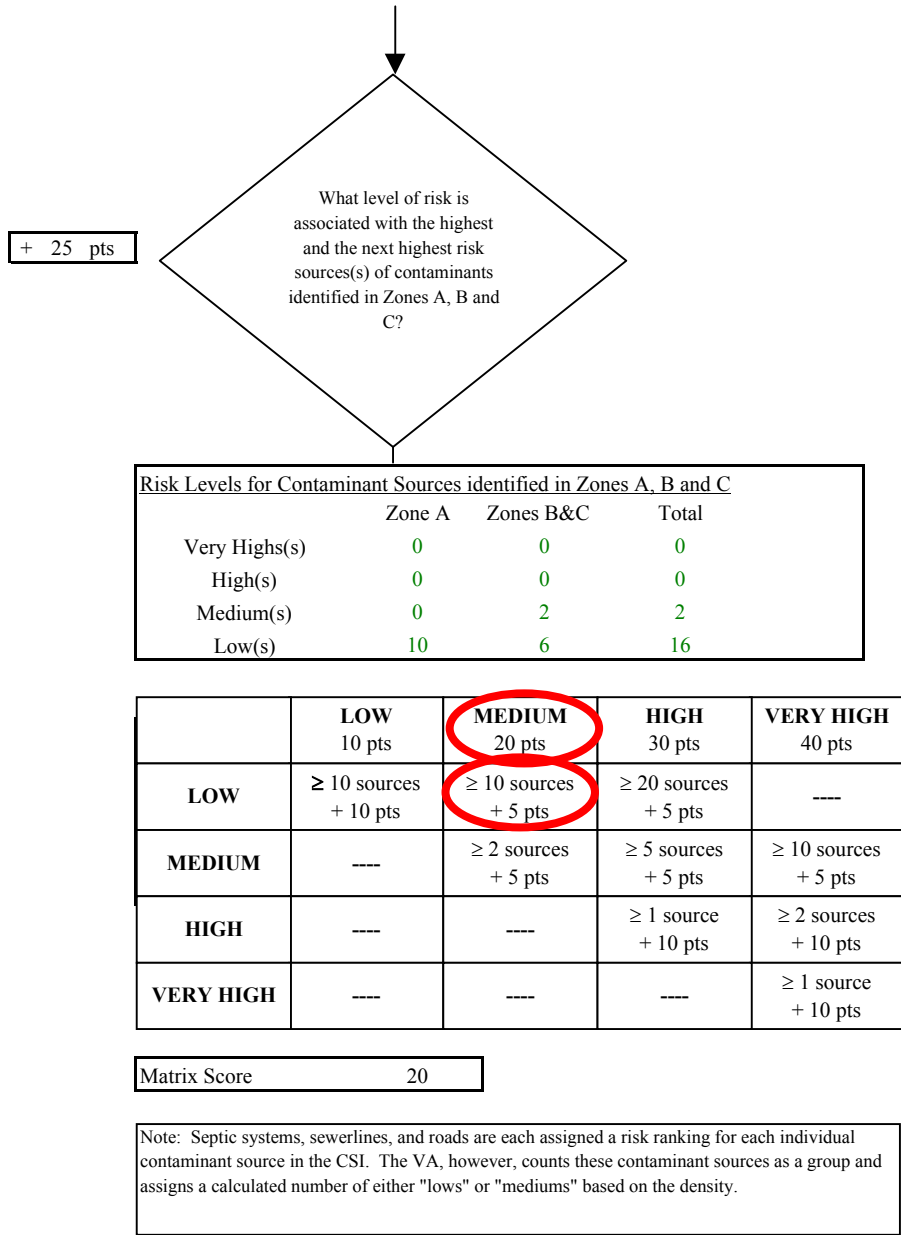 What level of risk is
associated with the highest
and the next highest risk
sources(s) of contaminants
identified in Zones A, B and
C?
+ 25 pts
Risk Levels for Contaminant Sources identified in Zones A, B and C
Zone A Zones B&C Total
Very Highs(s) 0 0 0
High(s) 0 0 0
Medium(s) 0 2 2
Low(s) 10 6 16
LOW MEDIUM HIGH VERY HIGH
10 pts 20 pts 30 pts 40 pts
LOW ≥ 10 sources ≥ 10 sources ≥ 20 sources ----
+ 10 pts + 5 pts + 5 pts
MEDIUM ---- ≥ 2 sources ≥ 5 sources ≥ 10 sources
+ 5 pts + 5 pts + 5 pts
HIGH ---- ---- ≥ 1 source ≥ 2 sources
+ 10 pts + 10 pts
VERY HIGH ---- ---- ---- ≥ 1 source
+ 10 pts
Matrix Score 20
Note: Septic systems, sewerlines, and roads are each assigned a risk ranking for each individual
contaminant source in the CSI. The VA, however, counts these contaminant sources as a group and
assigns a calculated number of either "lows" or "mediums" based on the density.